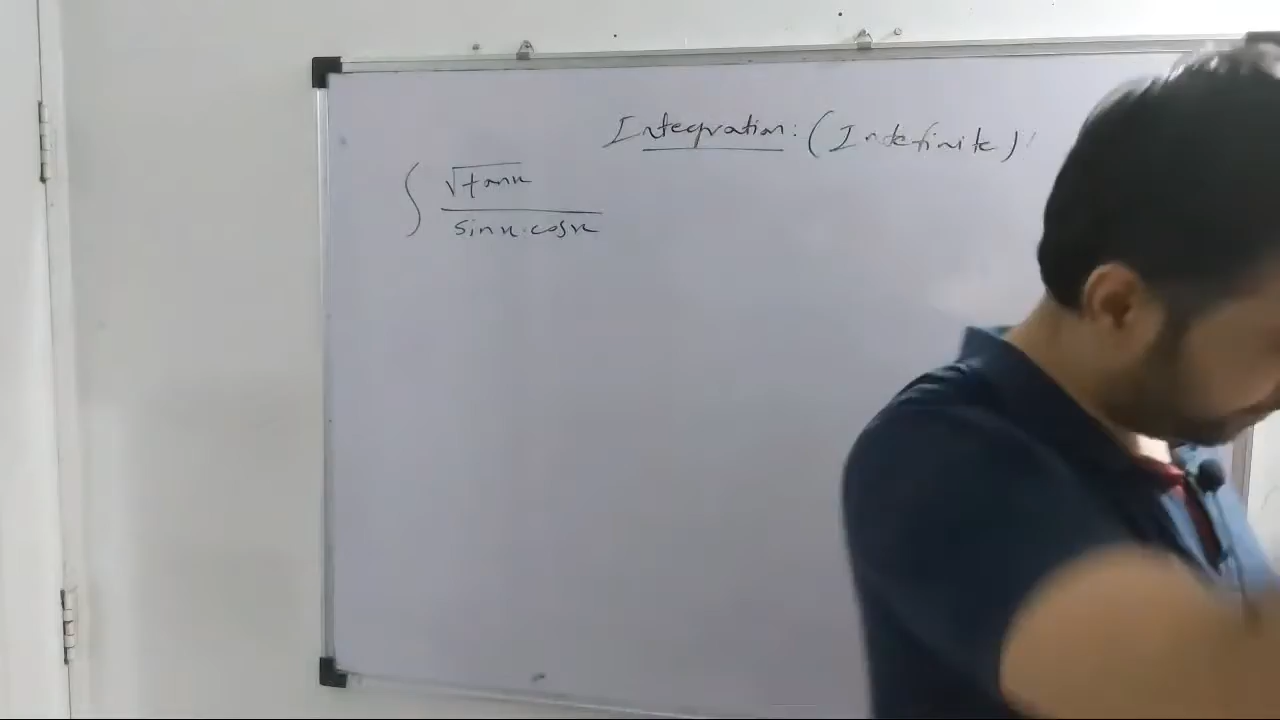 Integration: (Indefinite)
∫ √tanx
sinx.cosx